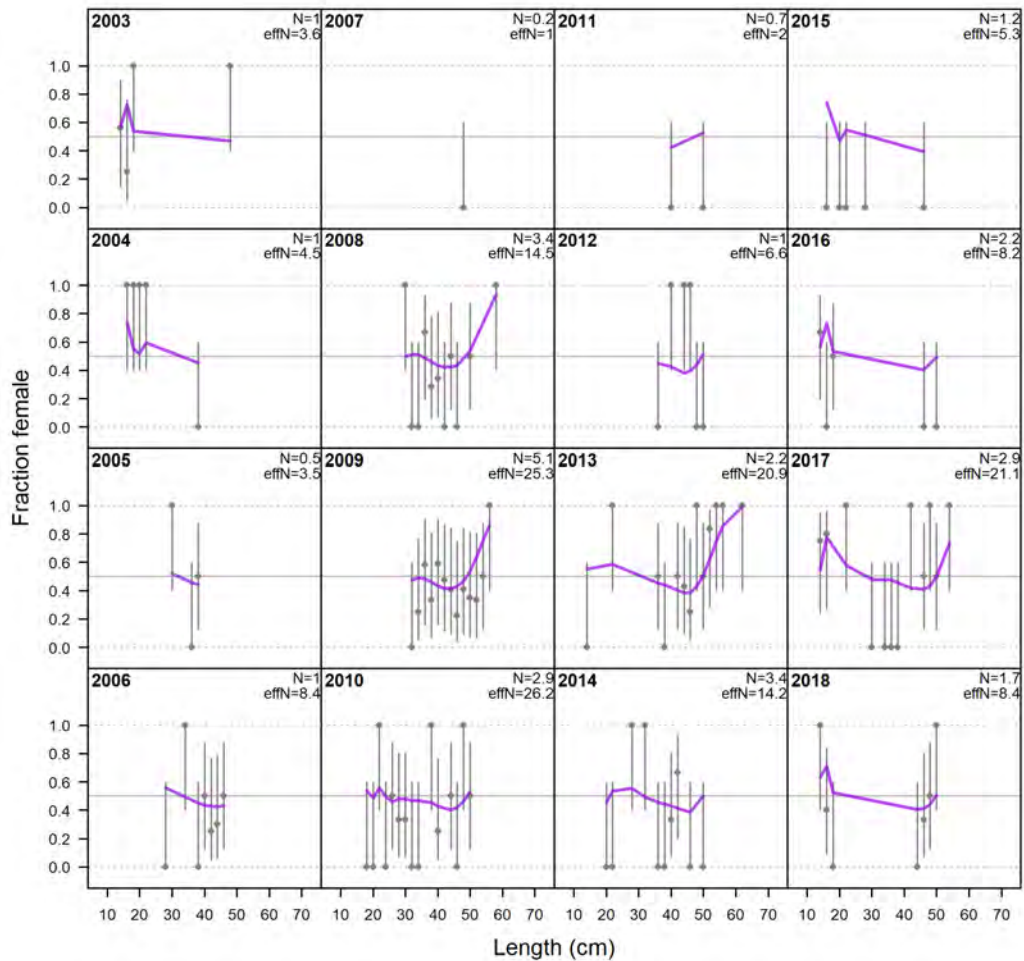 2003 N=1 effN=3.6
2007 N=0.2 effN=1
2011 N=0.7 effN=2
2015 N=1.2 effN=5.3
1.0
0.8
0.6
0.4
0.2
0.0
2004 N=1 effN=4.5
2008 N=3.4 effN=14.5
2012 N=1 effN=6.6
2016 N=2.2 effN=8.2
1.0
0.8
0.6
0.4
0.2
0.0
2005 N=0.5 effN=3.5
2009 N=5.1 effN=25.3
2013 N=2.2 effN=20.9
2017 N=2.9 effN=21.1
1.0
0.8
0.6
0.4
0.2
0.0
2006 N=1 effN=8.4
2010 N=2.9 effN=26.2
2014 N=3.4 effN=14.2
2018 N=1.7 effN=8.4
1.0
0.8
0.6
0.4
0.2
0.0
Fraction female
10 20 30 40 50 60 70 10 20 30 40 50 60 70 10 20 30 40 50 60 70 10 20 30 40 50 60 70
Length (cm)